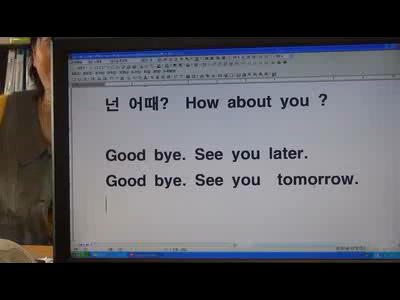 넌 어때? How about you ?
Good bye. See you later.
Good bye. See you tomorrow.